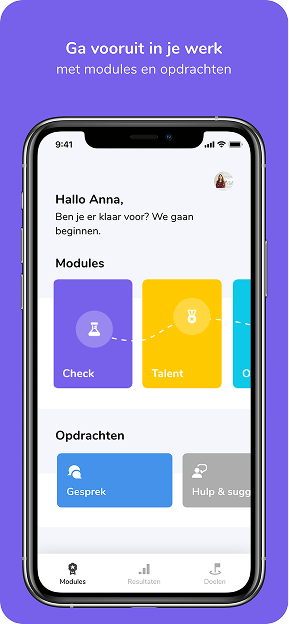 Ga vooruit in je werk
met modules en opdrachten
9:41
Hallo Anna,
Ben je er klaar voor? We gaan
beginnen.
Modules
Check
Talent
O
Opdrachten
Gesprek
Hulp & sugg
Modules
Resultaten
Doelen